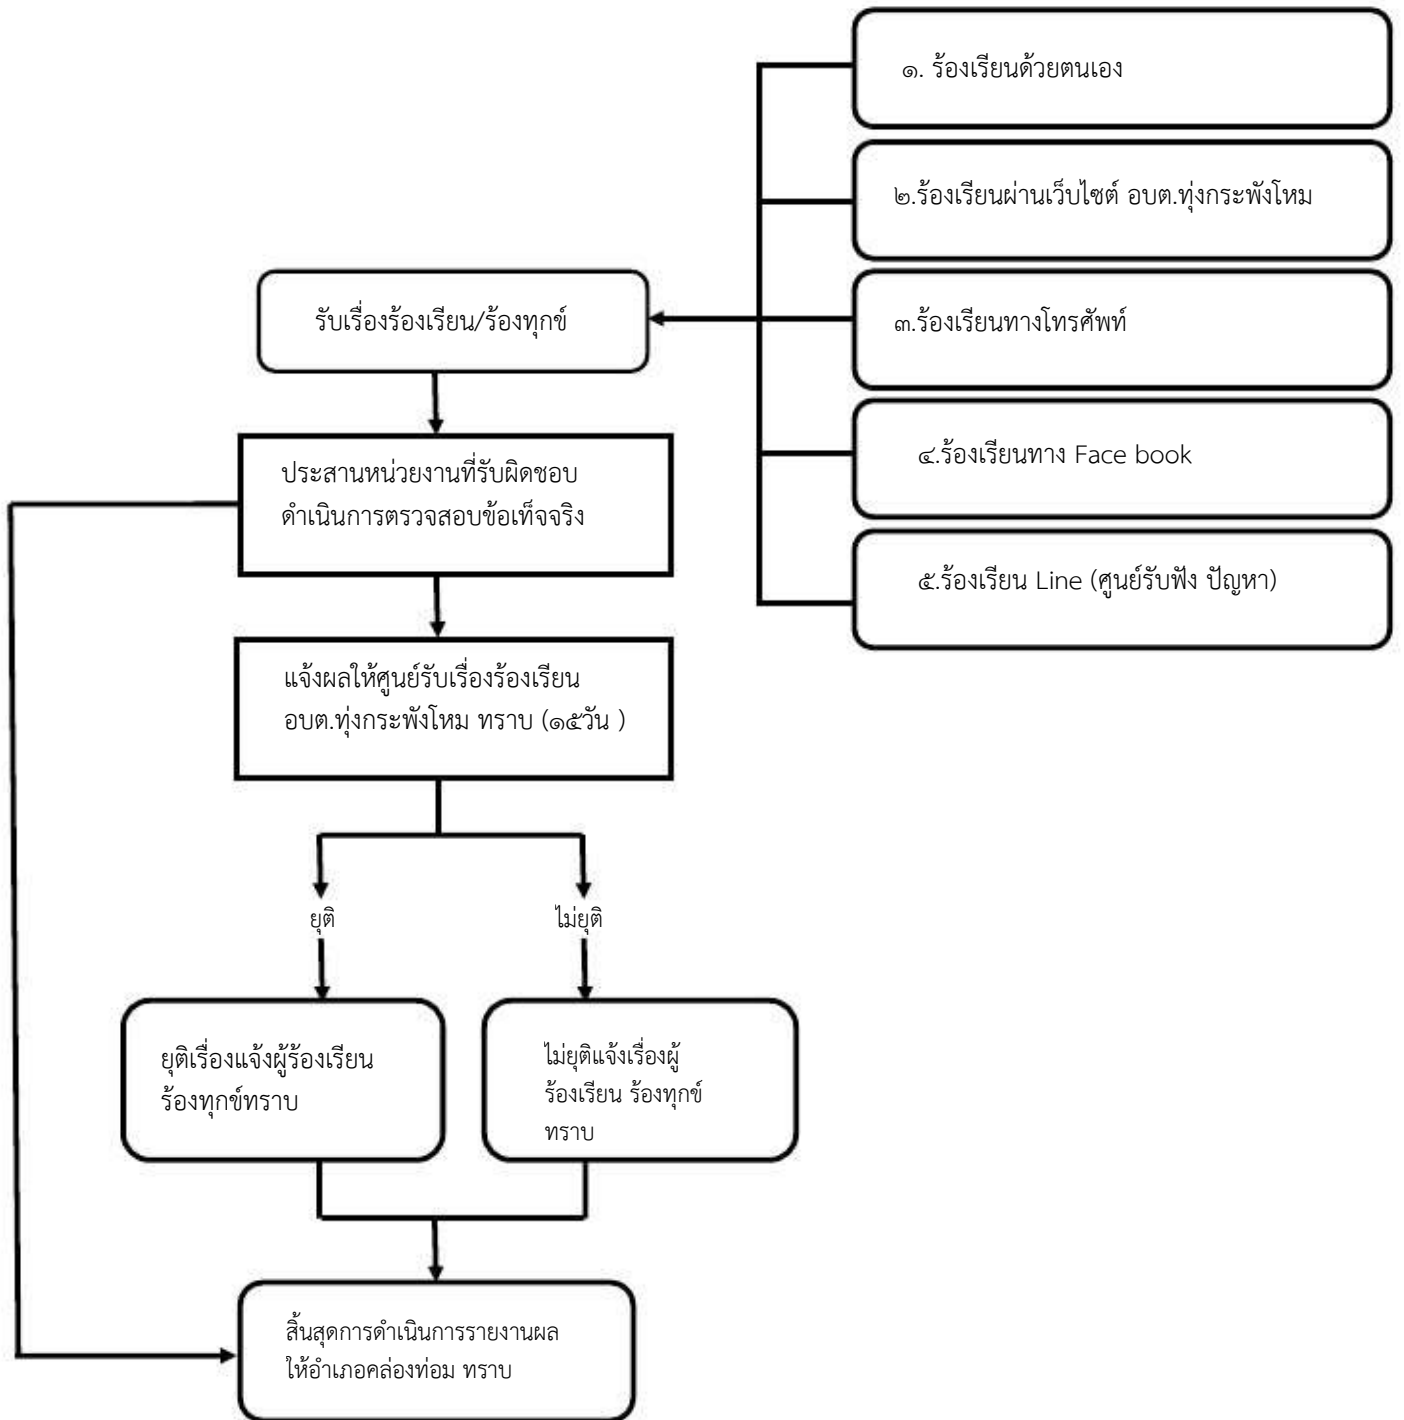 ๑. ร้องเรียนด้วยตนเอง
๒.ร้องเรียนผ่านเว็บไซต์ อบต.ทุ่งกระพังโหม
๓.ร้องเรียนทางโทรศัพท์
๔.ร้องเรียนทาง Face book
๕.ร้องเรียน Line (ศูนย์รับฟัง ปัญหา)
รับเรื่องร้องเรียน/ร้องทุกข์
ประสานหน่วยงานที่รับผิดชอบ
ดำเนินการตรวจสอบข้อเท็จจริง
แจ้งผลให้ศูนย์รับเรื่องร้องเรียน
อบต.ทุ่งกระพังโหม ทราบ (๑๕วัน )
ยุติ
ไม่ยุติ
ยุติเรื่องแจ้งผู้ร้องเรียน
ร้องทุกข์ทราบ
ไม่ยุติแจ้งเรื่องผู้
ร้องเรียน ร้องทุกข์
ทราบ
สิ้นสุดการดำเนินการรายงานผล
ให้อำเภอคล่องท่อม ทราบ